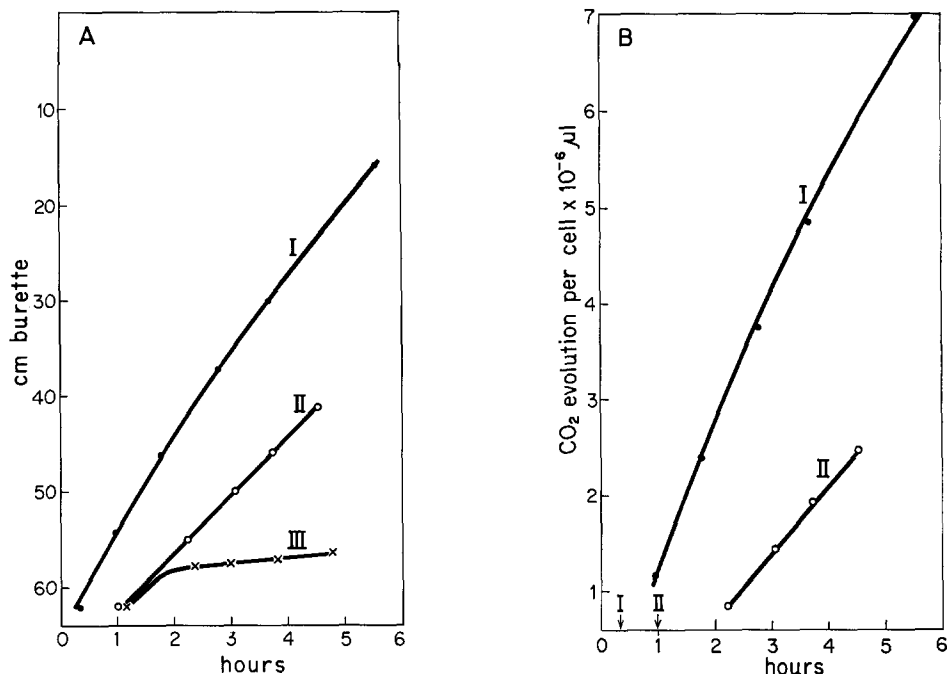 A
cm burette
10
20
30
40
50
60
I
II
III
0 1 2 3 4 5 6
hours
B
CO₂ evolution per cell x 10⁻⁶ µl
7
6
5
4
3
2
1
I
II
I II
0 1 2 3 4 5 6
hours